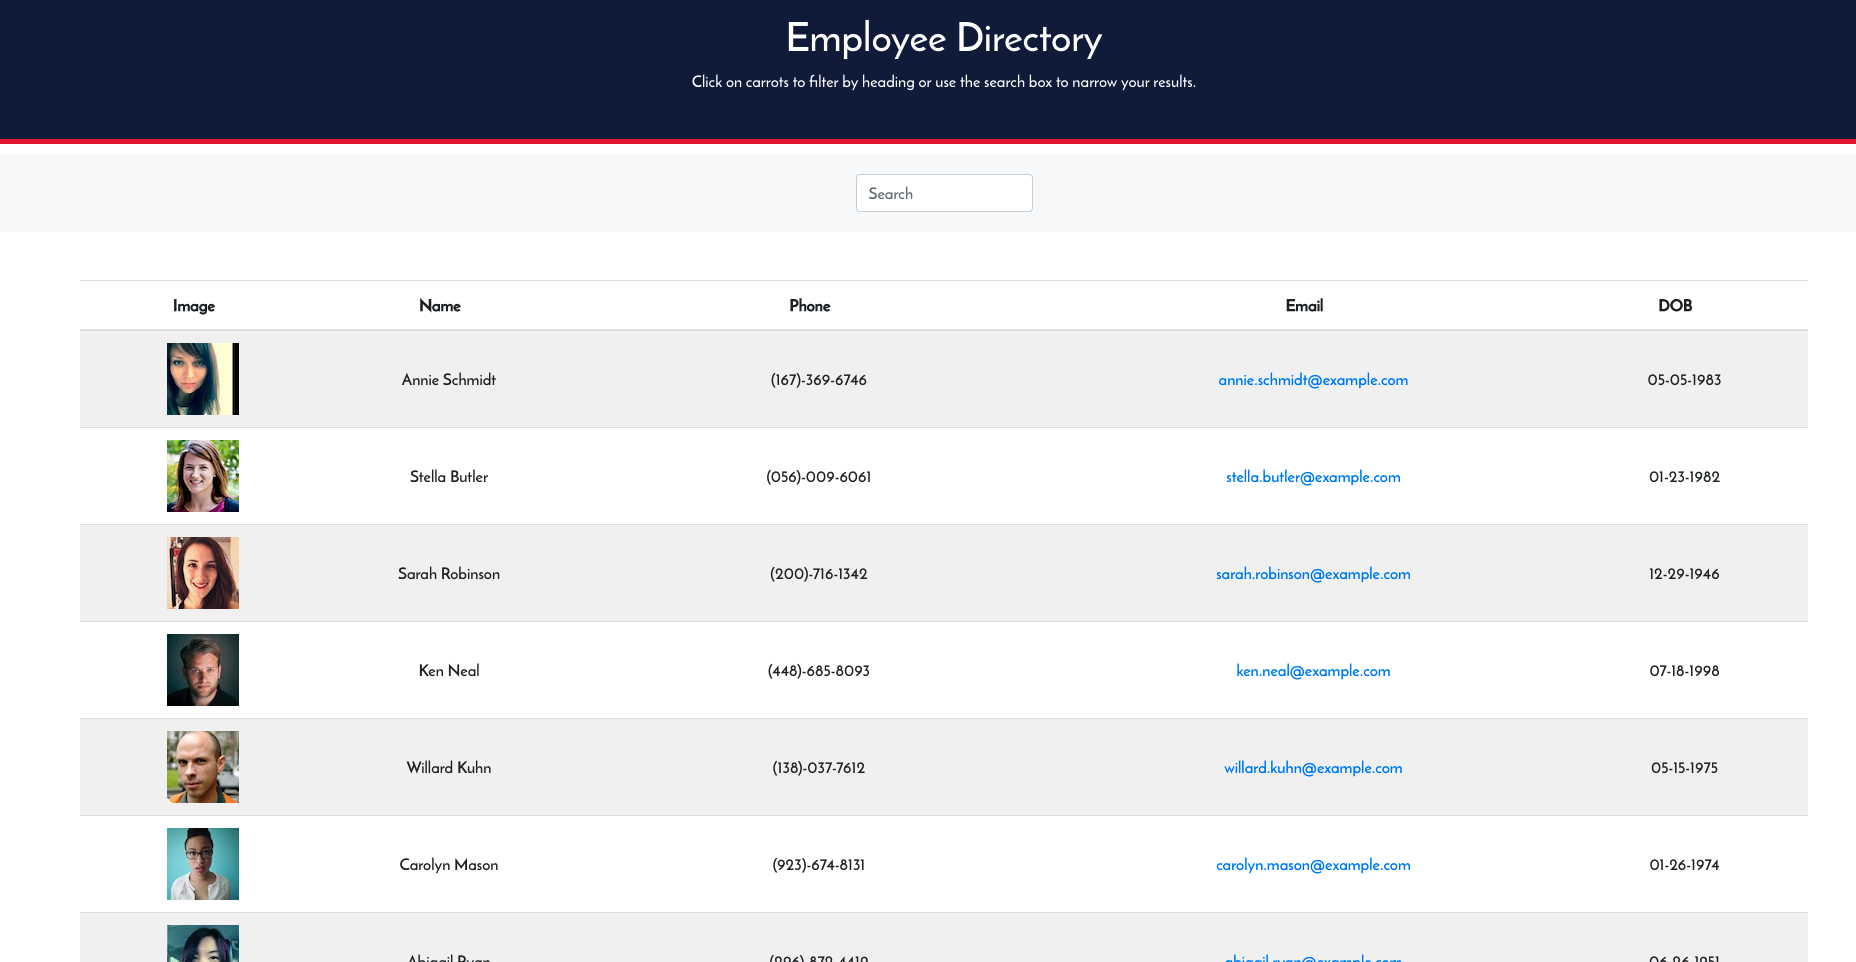 Employee Directory
Click on carrots to filter by heading or use the search box to narrow your results.
Search
Image Name Phone Email DOB
Annie Schmidt (167)-369-6746 annie.schmidt@example.com 05-05-1983
Stella Butler (056)-009-6061 stella.butler@example.com 01-23-1982
Sarah Robinson (200)-716-1342 sarah.robinson@example.com 12-29-1946
Ken Neal (448)-685-8093 ken.neal@example.com 07-18-1998
Willard Kuhn (138)-037-7612 willard.kuhn@example.com 05-15-1975
Carolyn Mason (923)-674-8131 carolyn.mason@example.com 01-26-1974
Abigail Ryan abigail.ryan@example.com